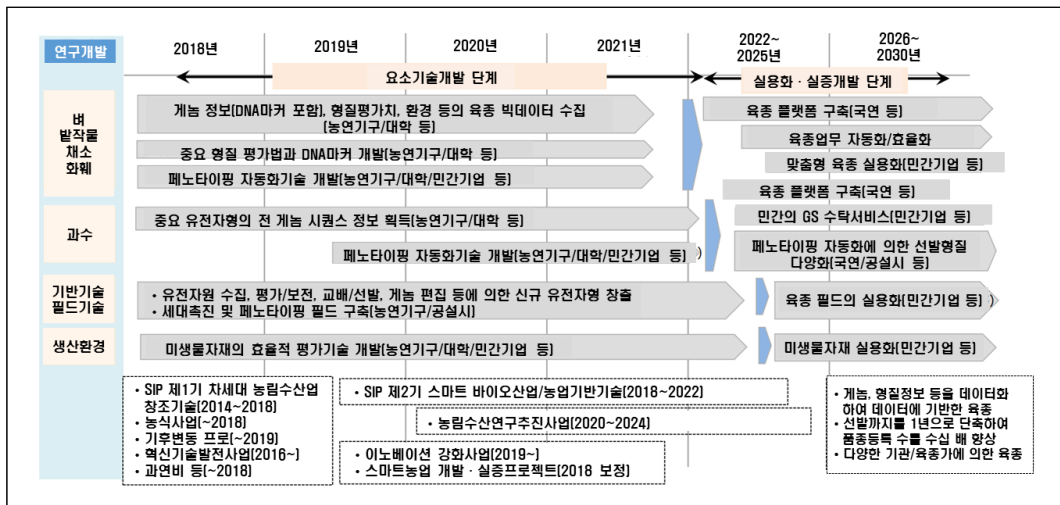 연구개발
2018년
2019년
2020년
2021년
2022~
2025년
2026~
2030년
요소기술개발 단계
실용화·실증개발 단계
벼
밭작물
채소
화훼
게놈 정보(DNA마커 포함), 형질평가치, 환경 등의 육종 빅데이터 수집
(농연기구/대학 등)
중요 형질 평가법과 DNA마커 개발(농연기구/대학 등)
페노타이핑 자동화기술 개발(농연기구/대학/민간기업 등)
육종 플랫폼 구축(국연 등)
육종업무 자동화/효율화
맞춤형 육종 실용화(민간기업 등)
육종 플랫폼 구축(국연 등)
과수
중요 유전자형의 전 게놈 시퀀스 정보 획득(농연기구/대학 등)
페노타이핑 자동화기술 개발(농연기구/대학/민간기업 등)
)
민간의 GS 수탁서비스(민간기업 등)
페노타이핑 자동화에 의한 선발형질
다양화(국연/공설시 등)
기반기술
필드기술
• 유전자원 수집, 평가/보전, 교배/선발, 게놈 편집 등에 의한 신규 유전자형 창출
• 세대촉진 및 페노타이핑 필드 구축(농연기구/공설시)
육종 필드의 실용화(민간기업 등)
)
생산환경
미생물자재의 효율적 평가기술 개발(농연기구/대학/민간기업 등)
미생물자재 실용화(민간기업 등)
• SIP 제1기 차세대 농림수산업
창조기술(2014~2018)
• 농식사업(~2018)
• 기후변동 프로(~2019)
• 혁신기술발전사업(2016~)
• 과연비 등(~2018)
• SIP 제2기 스마트 바이오산업/농업기반기술(2018~2022)
• 농림수산연구추진사업(2020~2024)
• 이노베이션 강화사업(2019~)
• 스마트농업 개발·실증프로젝트(2018 보정)
• 게놈, 형질정보 등을 데이터화
하여 데이터에 기반한 육종
• 선발까지를 1년으로 단축하여
품종등록 수를 수십 배 향상
• 다양한 기관/육종가에 의한 육종